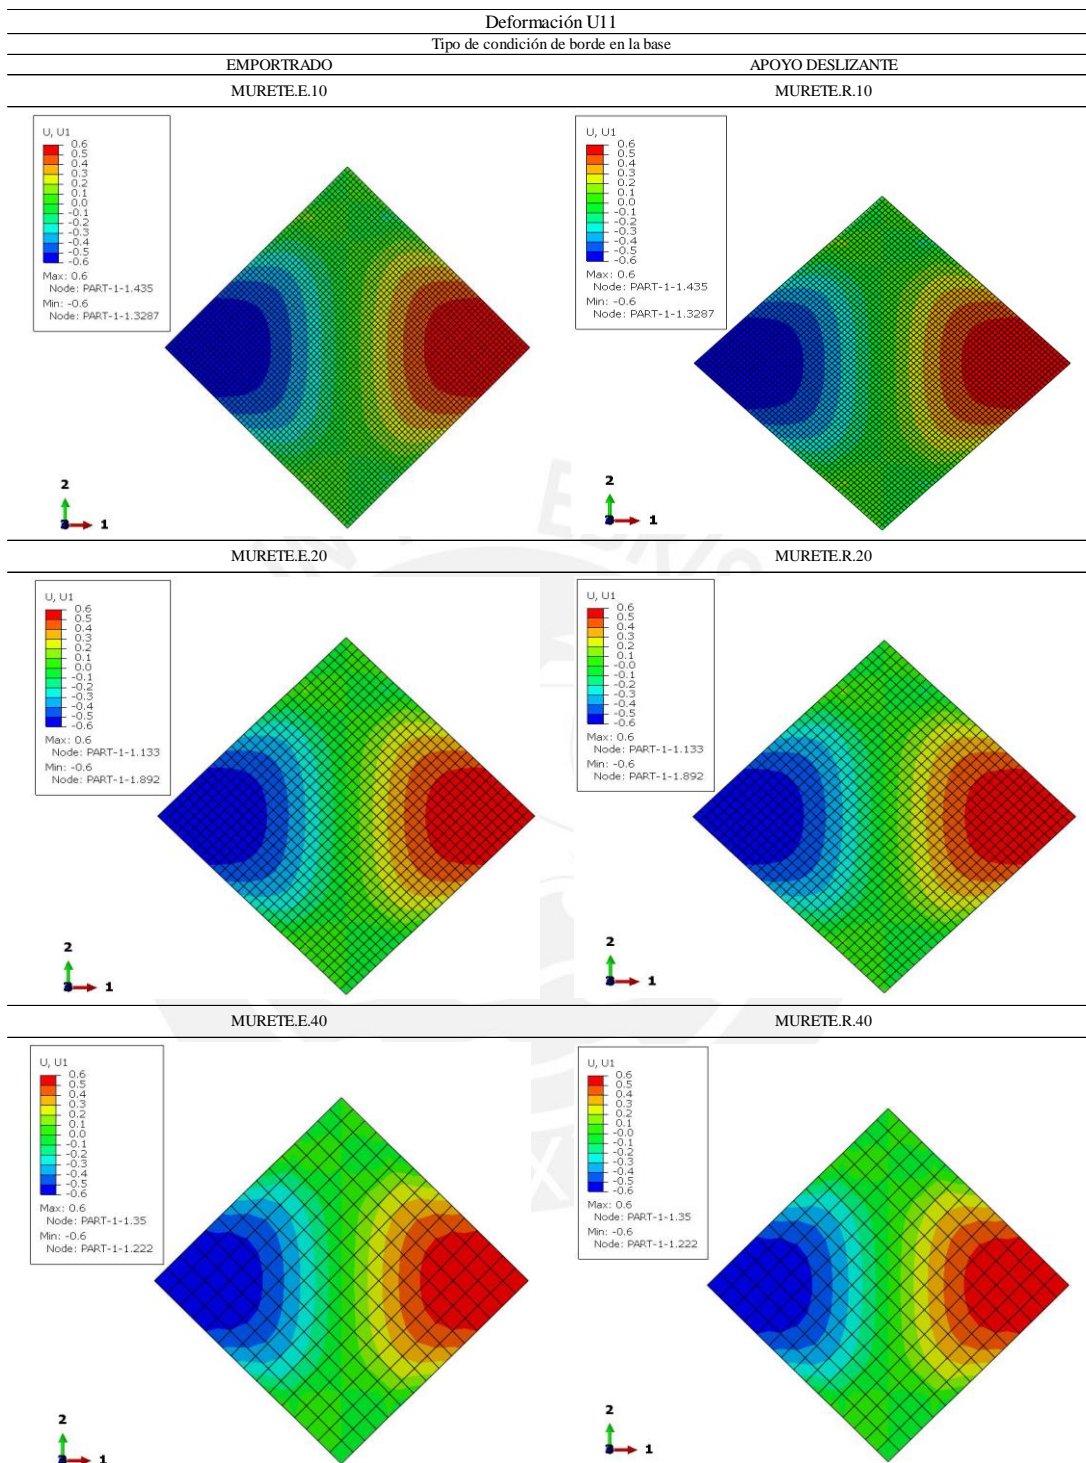 Deformación U11
Tipo de condición de borde en la base
EMPORTRADO APOYO DESLIZANTE
MURETE.E.10 MURETE.R.10
U, U1
0.6
0.5
0.4
0.3
0.2
0.1
0.0
-0.1
-0.2
-0.3
-0.4
-0.5
-0.6
Max: 0.6
Node: PART-1-1.435
Min: -0.6
Node: PART-1-1.3287
2
1
U, U1
0.6
0.5
0.4
0.3
0.2
0.1
0.0
-0.1
-0.2
-0.3
-0.4
-0.5
-0.6
Max: 0.6
Node: PART-1-1.435
Min: -0.6
Node: PART-1-1.3287
2
1
MURETE.E.20 MURETE.R.20
U, U1
0.6
0.5
0.4
0.3
0.2
0.1
0.0
-0.1
-0.2
-0.3
-0.4
-0.5
-0.6
Max: 0.6
Node: PART-1-1.133
Min: -0.6
Node: PART-1-1.892
2
1
U, U1
0.6
0.5
0.4
0.3
0.2
0.1
-0.0
-0.1
-0.2
-0.3
-0.4
-0.5
-0.6
Max: 0.6
Node: PART-1-1.133
Min: -0.6
Node: PART-1-1.892
2
1
MURETE.E.40 MURETE.R.40
U, U1
0.6
0.5
0.4
0.3
0.2
0.1
0.0
-0.1
-0.2
-0.3
-0.4
-0.5
-0.6
Max: 0.6
Node: PART-1-1.35
Min: -0.6
Node: PART-1-1.222
2
1
U, U1
0.6
0.5
0.4
0.3
0.2
0.1
-0.0
-0.1
-0.2
-0.3
-0.4
-0.5
-0.6
Max: 0.6
Node: PART-1-1.35
Min: -0.6
Node: PART-1-1.222
2
1